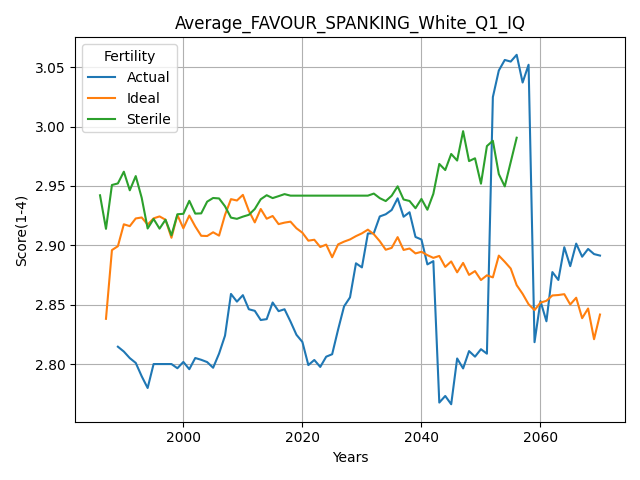 Average_FAVOUR_SPANKING_White_Q1_IQ
Fertility
Actual
Ideal
Sterile
Score(1-4)
3.05
3.00
2.95
2.90
2.85
2.80
2000
2020
2040
2060
Years